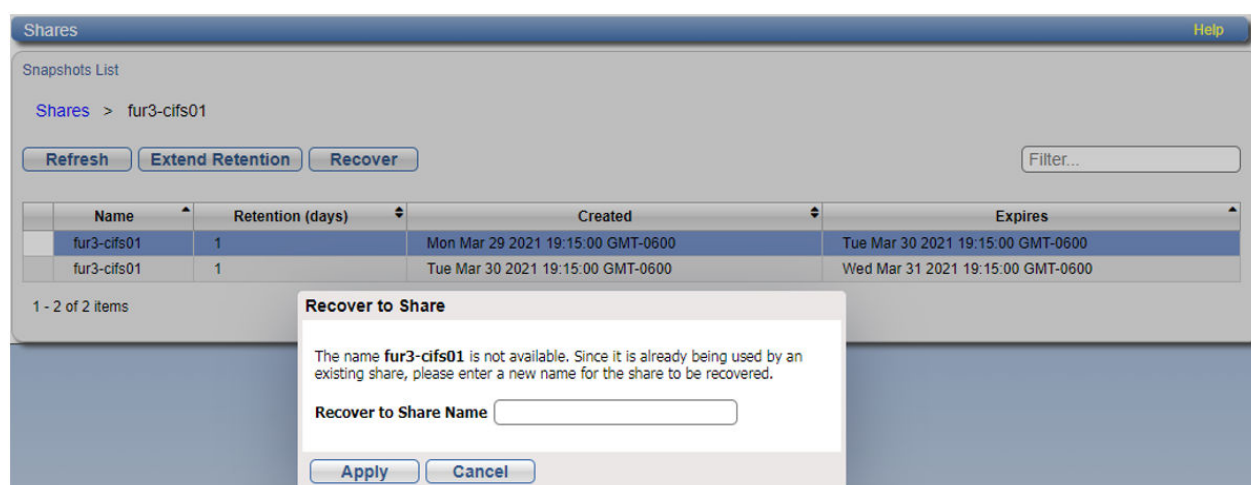 Shares Help
Snapshots List
Shares > fur3-cifs01
Refresh Extend Retention Recover Filter...
Name Retention (days) Created Expires
fur3-cifs01 1 Mon Mar 29 2021 19:15:00 GMT-0600 Tue Mar 30 2021 19:15:00 GMT-0600
fur3-cifs01 1 Tue Mar 30 2021 19:15:00 GMT-0600 Wed Mar 31 2021 19:15:00 GMT-0600
1 - 2 of 2 items
Recover to Share
The name fur3-cifs01 is not available. Since it is already being used by an
existing share, please enter a new name for the share to be recovered.
Recover to Share Name
Apply Cancel